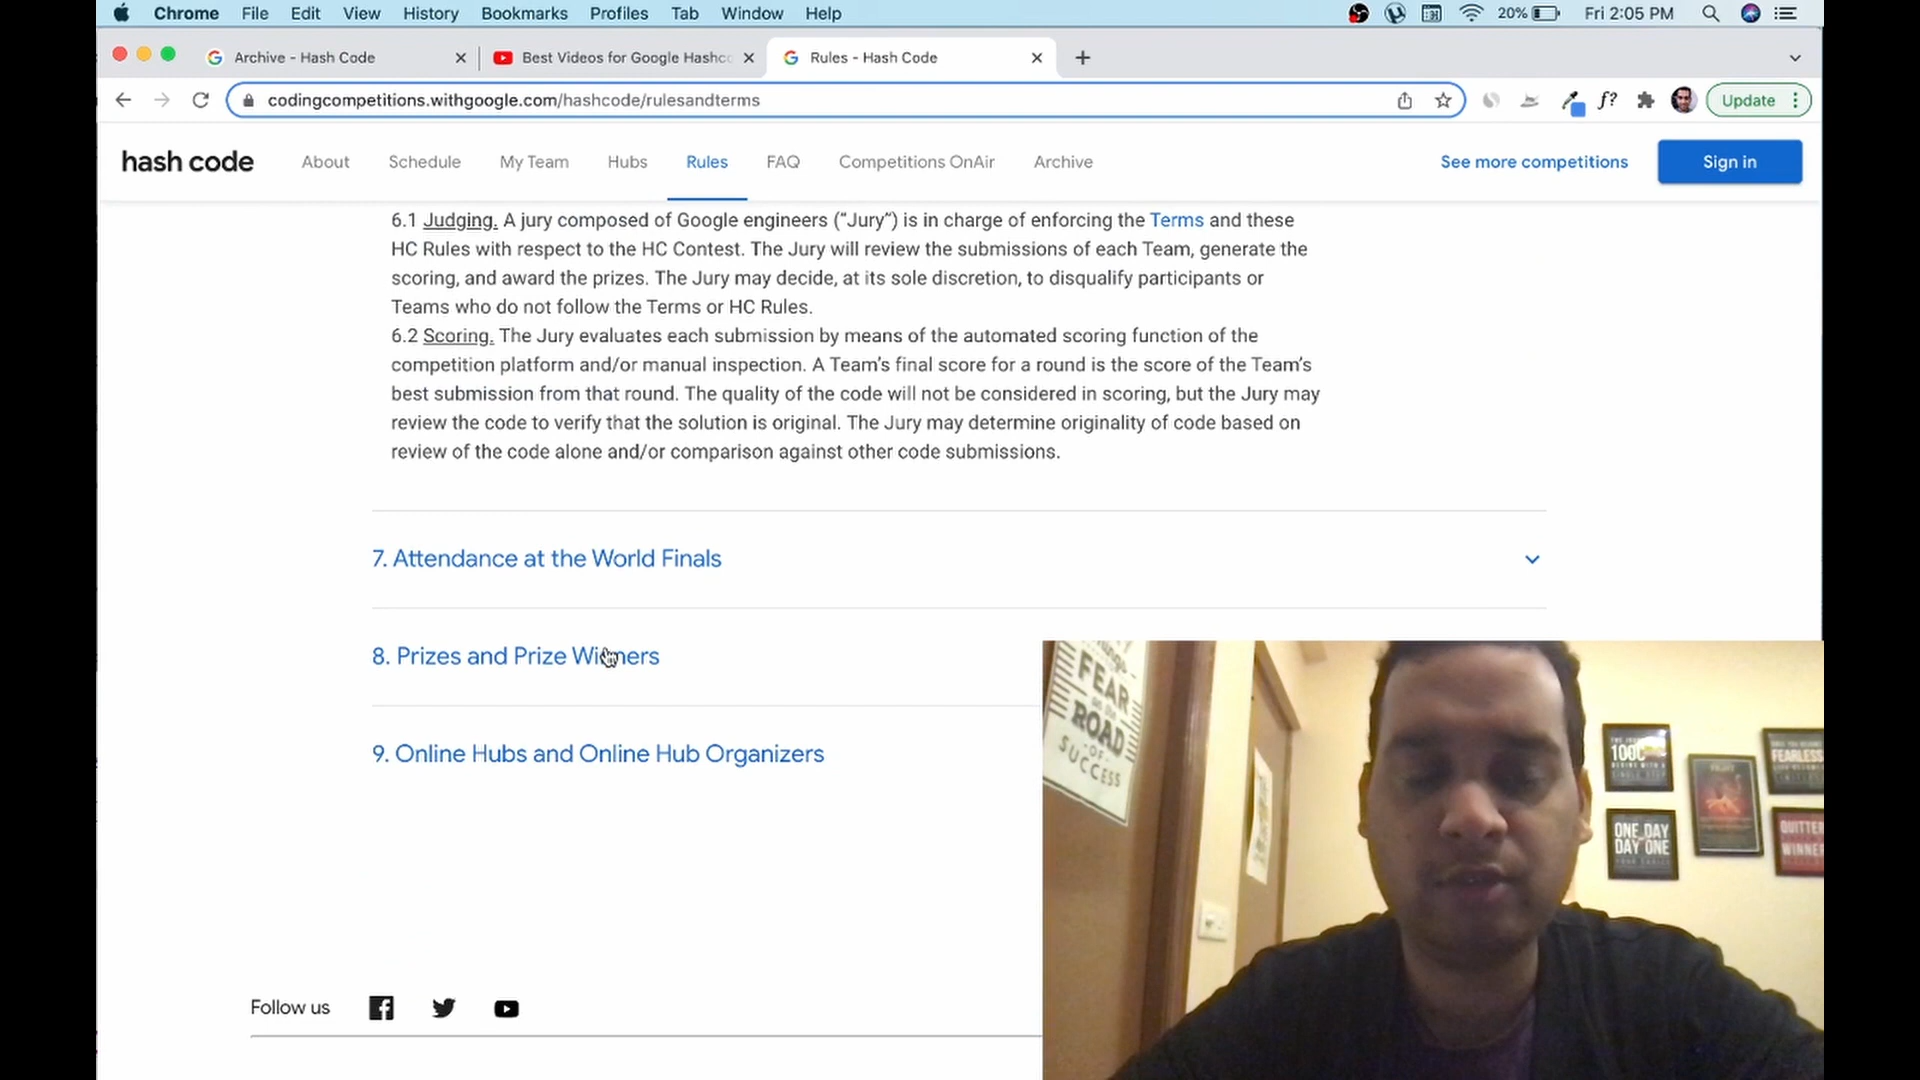 Chrome File Edit View History Bookmarks Profiles Tab Window Help 20% Fri 2:05 PM
Archive - Hash Code Best Videos for Google Hashc Rules - Hash Code
codingcompetitions.withgoogle.com/hashcode/rulesandterms f? Update
hash code About Schedule My Team Hubs Rules FAQ Competitions OnAir Archive See more competitions Sign in
6.1 Judging. A jury composed of Google engineers (“Jury”) is in charge of enforcing the Terms and these
HC Rules with respect to the HC Contest. The Jury will review the submissions of each Team, generate the
scoring, and award the prizes. The Jury may decide, at its sole discretion, to disqualify participants or
Teams who do not follow the Terms or HC Rules.
6.2 Scoring. The Jury evaluates each submission by means of the automated scoring function of the
competition platform and/or manual inspection. A Team’s final score for a round is the score of the Team’s
best submission from that round. The quality of the code will not be considered in scoring, but the Jury may
review the code to verify that the solution is original. The Jury may determine originality of code based on
review of the code alone and/or comparison against other code submissions.
7. Attendance at the World Finals
8. Prizes and Prize Winners
9. Online Hubs and Online Hub Organizers
FEAR
ROAD
-OF-
SUCCESS
FEARLESS
ONE DAY
DAY ONE
QUITTER
WINNE
Follow us